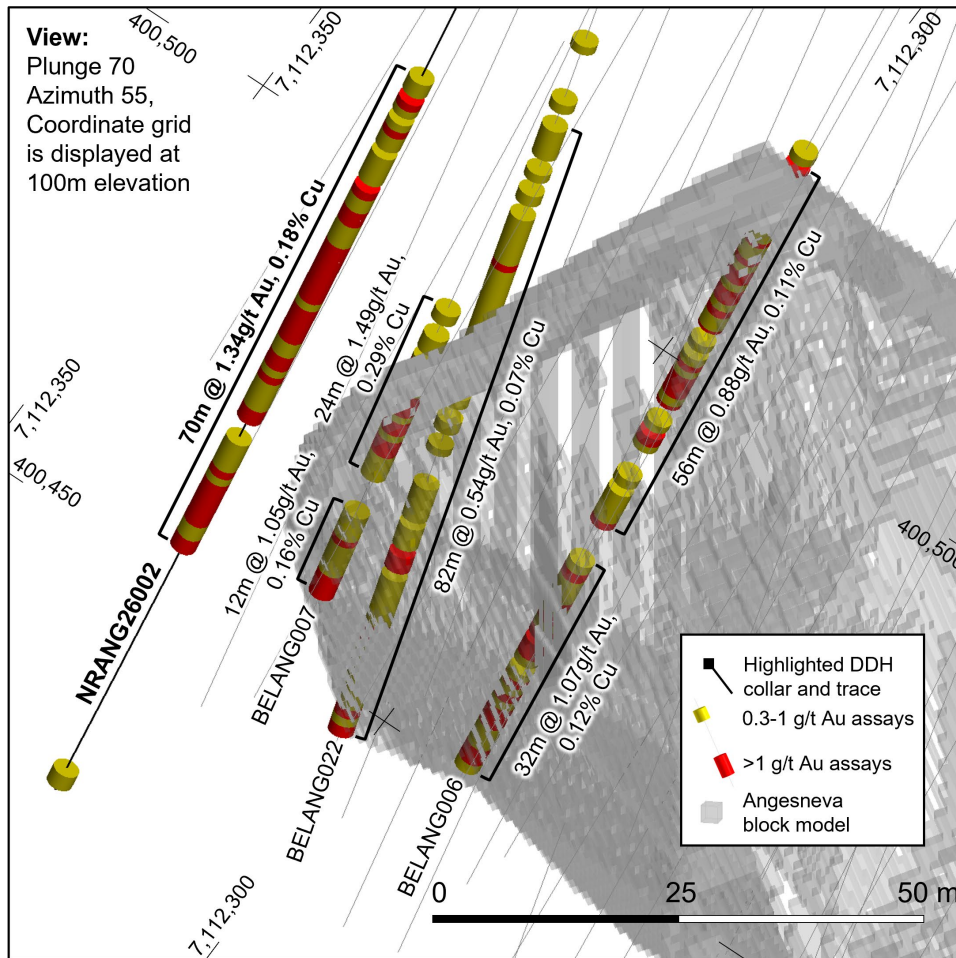 View:
Plunge 70
Azimuth 55,
Coordinate grid
is displayed at
100m elevation
400,500
7,112,350
7,112,300
70m @ 1.34g/t Au, 0.18% Cu
24m @ 1.49g/t Au,
0.29% Cu
82m @ 0.54g/t Au, 0.07% Cu
56m @ 0.88g/t Au, 0.11% Cu
7,112,350
400,450
12m @ 1.05g/t Au,
0.16% Cu
400,500
32m @ 1.07g/t Au,
0.12% Cu
NRANG26002
BELANG007
BELANG022
BELANG006
7,112,300
Highlighted DDH
collar and trace
0.3-1 g/t Au assays
>1 g/t Au assays
Angesneva
block model
0 25 50 m